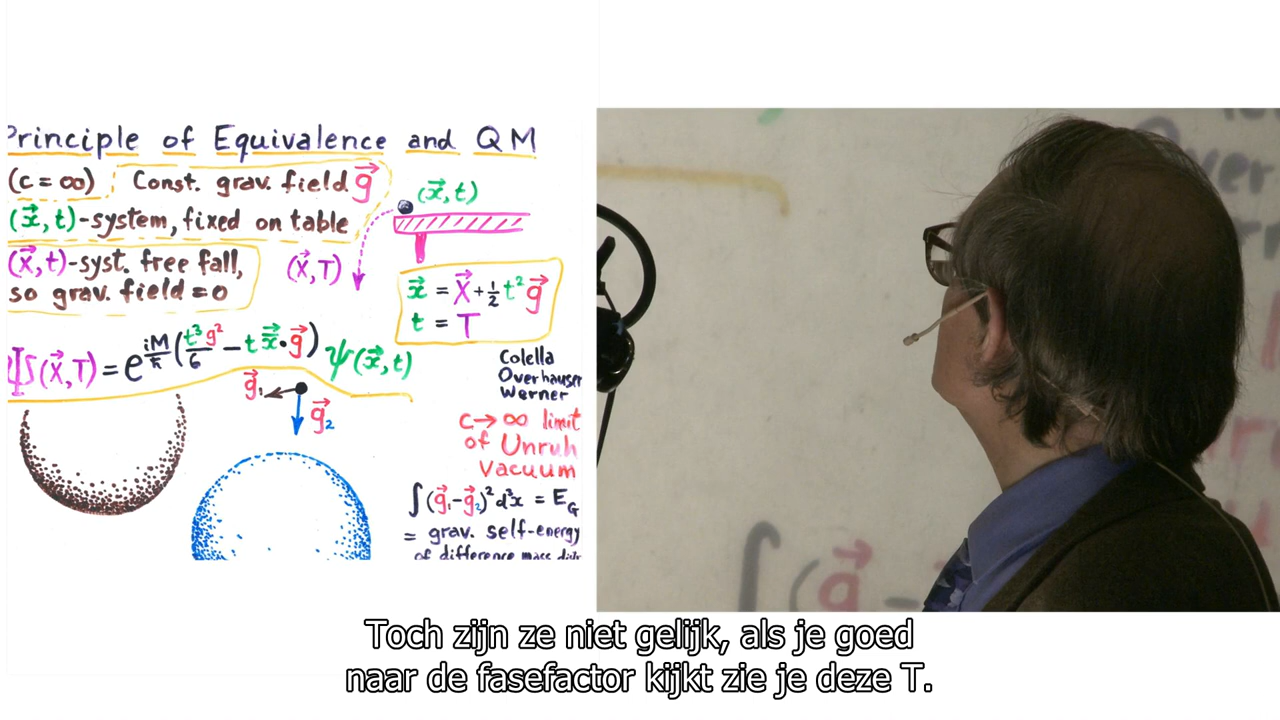 Principle of Equivalence and QM
(c = ∞) Const. grav. field g⃗
(x⃗, t)
(x⃗, t)-system, fixed on table
(X⃗, t)-syst. free fall,
so grav. field = 0
(X⃗, T)
x⃗ = X⃗ + ½ t² g⃗
t = T
Ψ(X⃗, T) = e^{iM/ħ (t³g²/6 − t x⃗·g⃗)} ψ(x⃗, t)
Colella
Overhauser
Werner
g⃗₁
g⃗₂
c → ∞ limit
of Unruh
vacuum
∫(g⃗₁−g⃗₂)² d³x = E_G
= grav. self-energy
of difference mass
∫(g⃗ −
Toch zijn ze niet gelijk, als je goed
naar de fasefactor kijkt zie je deze T.